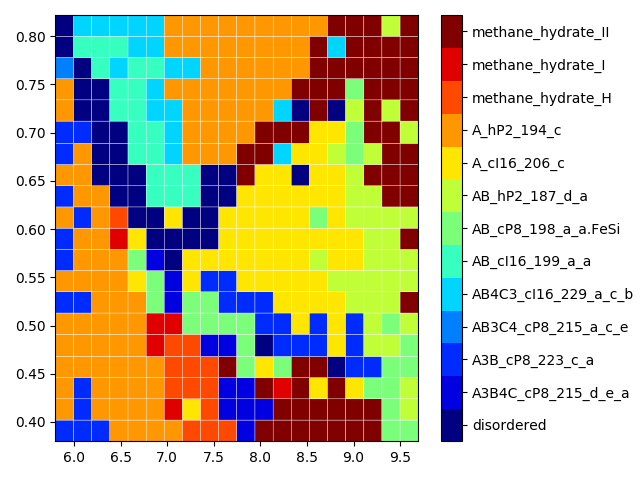 0.80
0.75
0.70
0.65
0.60
0.55
0.50
0.45
0.40
6.0 6.5 7.0 7.5 8.0 8.5 9.0 9.5
methane_hydrate_II
methane_hydrate_I
methane_hydrate_H
A_hP2_194_c
A_cI16_206_c
AB_hP2_187_d_a
AB_cP8_198_a_a.FeSi
AB_cI16_199_a_a
AB4C3_cI16_229_a_c_b
AB3C4_cP8_215_a_c_e
A3B_cP8_223_c_a
A3B4C_cP8_215_d_e_a
disordered